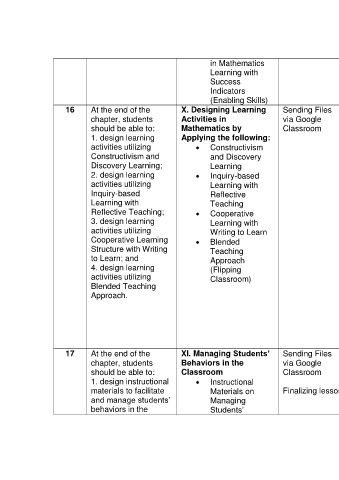 in Mathematics
Learning with
Success
Indicators
(Enabling Skills)
16
At the end of the
chapter, students
should be able to;
1. design learning
activities utilizing
Constructivism and
Discovery Learning;
2. design learning
activities utilizing
Inquiry-based
Learning with
Reflective Teaching;
3. design learning
activities utilizing
Cooperative Learning
Structure with Writing
to Learn; and
4. design learning
activities utilizing
Blended Teaching
Approach.
X. Designing Learning
Activities in
Mathematics by
Applying the following:
• Constructivism
and Discovery
Learning
• Inquiry-based
Learning with
Reflective
Teaching
• Cooperative
Learning with
Writing to Learn
• Blended
Teaching
Approach
(Flipping
Classroom)
Sending Files
via Google
Classroom
17
At the end of the
chapter, students
should be able to;
1. design instructional
materials to facilitate
and manage students'
behaviors in the
XI. Managing Students'
Behaviors in the
Classroom
• Instructional
Materials on
Managing
Students'
Sending Files
via Google
Classroom
Finalizing